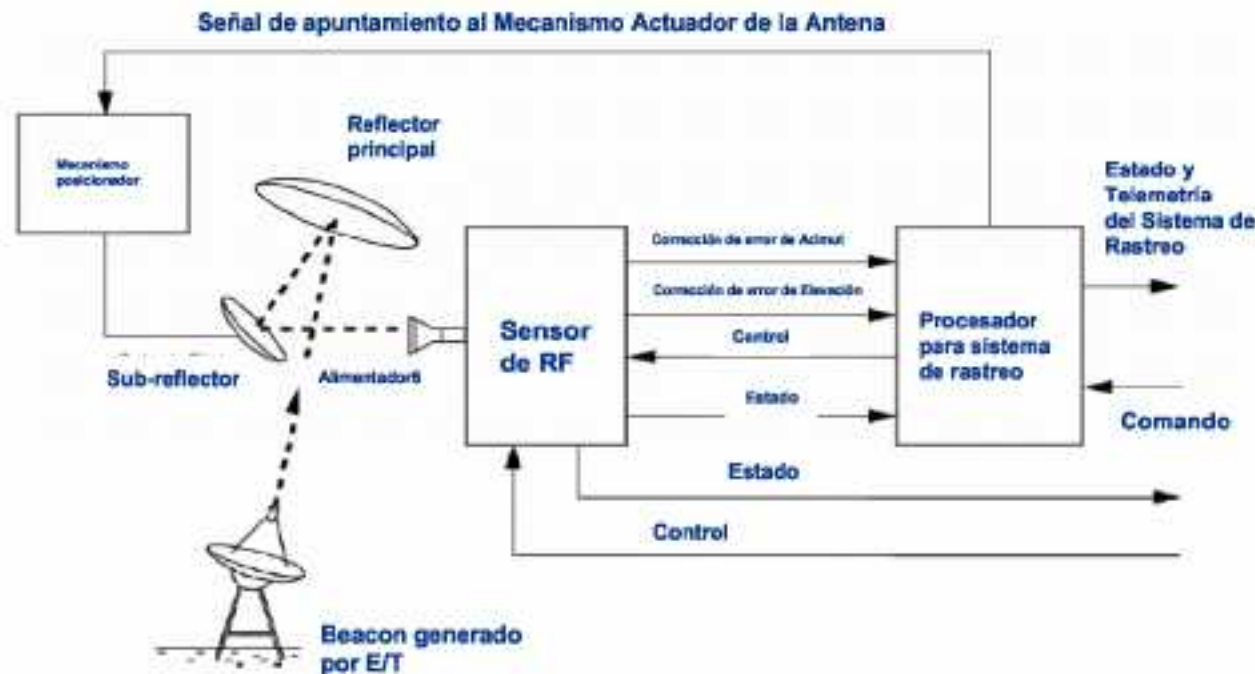 Señal de apuntamiento al Mecanismo Actuador de la Antena
Mecanismo
posicionador
Reflector
principal
Sub-reflector
Alimentador6
Sensor
de RF
Corrección de error de Acimut
Corrección de error de Elevación
Control
Estado
Procesador
para sistema
de rastreo
Estado y
Telemetría
del Sistema de
Rastreo
Comando
Estado
Control
Beacon generado
por E/T